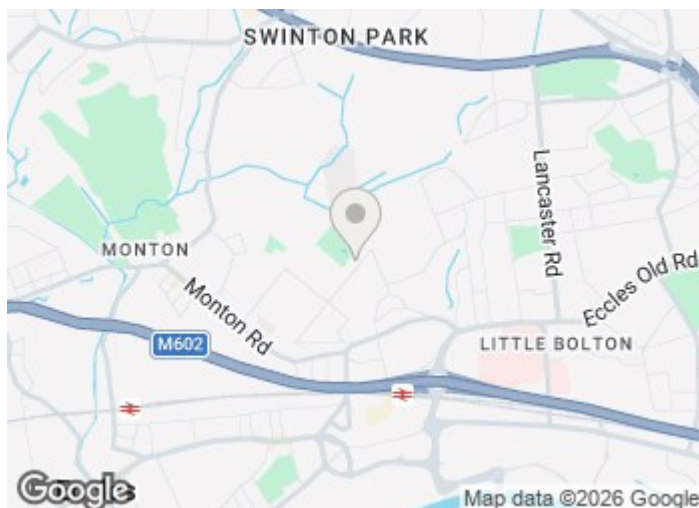 SWINTON PARK
Lancaster Rd
MONTON
Eccles Old Rd
Monton Rd
M602
LITTLE BOLTON
Google
Map data ©2026 Google